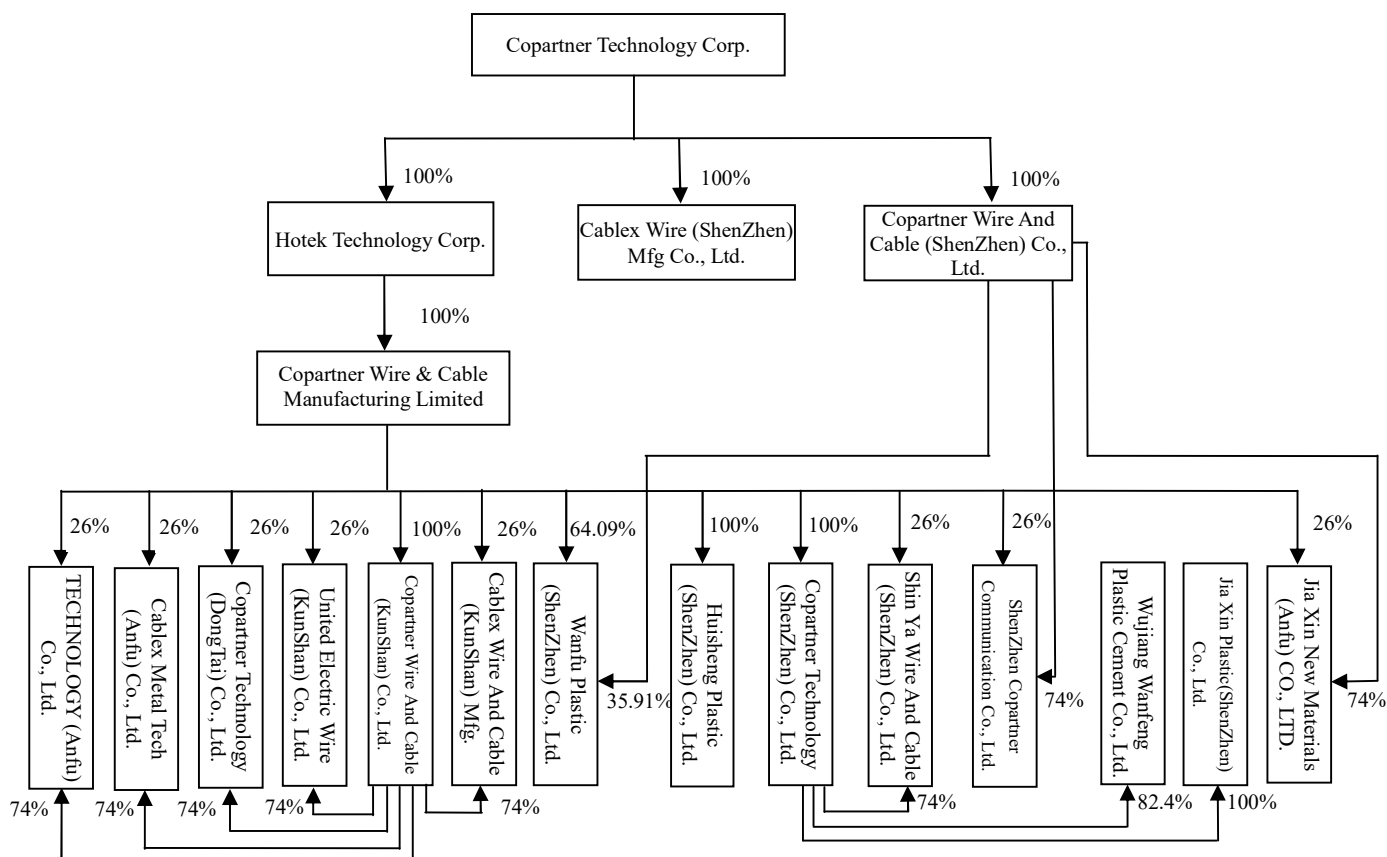 Copartner Technology Corp.
100%
100%
100%
Hotek Technology Corp.
Cablex Wire (ShenZhen)
Mfg Co., Ltd.
Copartner Wire And
Cable (ShenZhen) Co.,
Ltd.
100%
Copartner Wire & Cable
Manufacturing Limited
26%
26%
26%
26%
100%
26%
64.09%
100%
100%
26%
26%
26%
TECHNOLOGY (Anfu)
Co., Ltd.
Cablex Metal Tech
(Anfu) Co., Ltd.
Copartner Technology
(DongTai) Co., Ltd.
United Electric Wire
(KunShan) Co., Ltd.
Copartner Wire And Cable
(KunShan) Co., Ltd.
Cablex Wire And Cable
(KunShan) Mfg.
Wanfu Plastic
(ShenZhen) Co., Ltd.
35.91%
Huisheng Plastic
(ShenZhen) Co., Ltd.
Copartner Technology
(ShenZhen) Co., Ltd.
Shin Ya Wire And Cable
(ShenZhen) Co., Ltd.
ShenZhen Copartner
Communication Co., Ltd.
74%
Wujiang Wanfeng
Plastic Cement Co., Ltd.
Jia Xin Plastic(ShenZhen)
Co., Ltd.
Jia Xin New Materials
(Anfu) CO., LTD.
74%
74%
74%
74%
74%
74%
74%
82.4%
100%